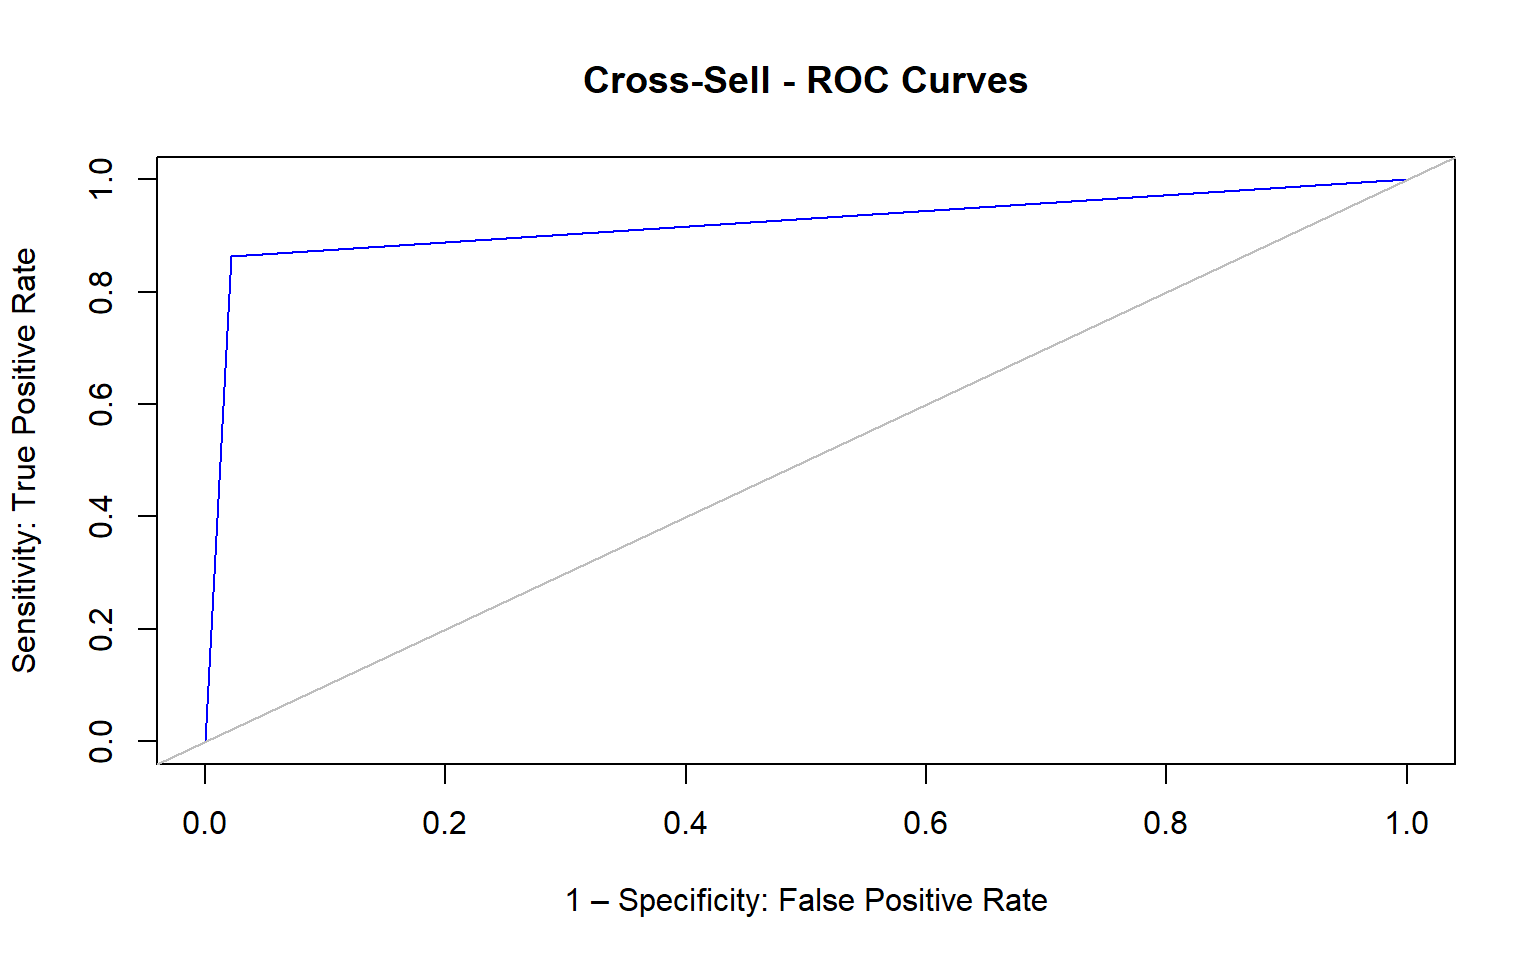 Cross-Sell - ROC Curves
Sensitivity: True Positive Rate
1.0
0.8
0.6
0.4
0.2
0.0
0.0 0.2 0.4 0.6 0.8 1.0
1 – Specificity: False Positive Rate